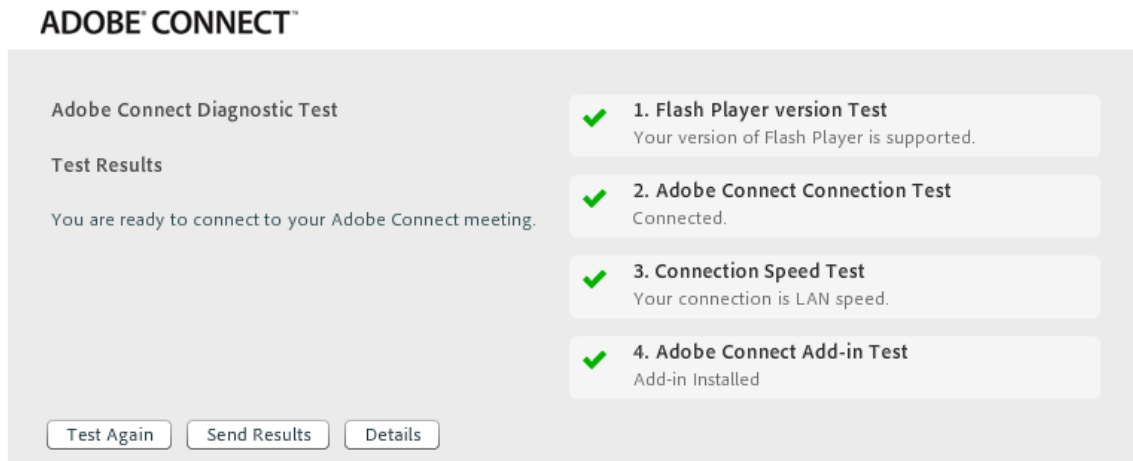 ADOBE® CONNECT™
Adobe Connect Diagnostic Test
Test Results
You are ready to connect to your Adobe Connect meeting.
1. Flash Player version Test
Your version of Flash Player is supported.
2. Adobe Connect Connection Test
Connected.
3. Connection Speed Test
Your connection is LAN speed.
4. Adobe Connect Add-in Test
Add-in Installed
Test Again
Send Results
Details